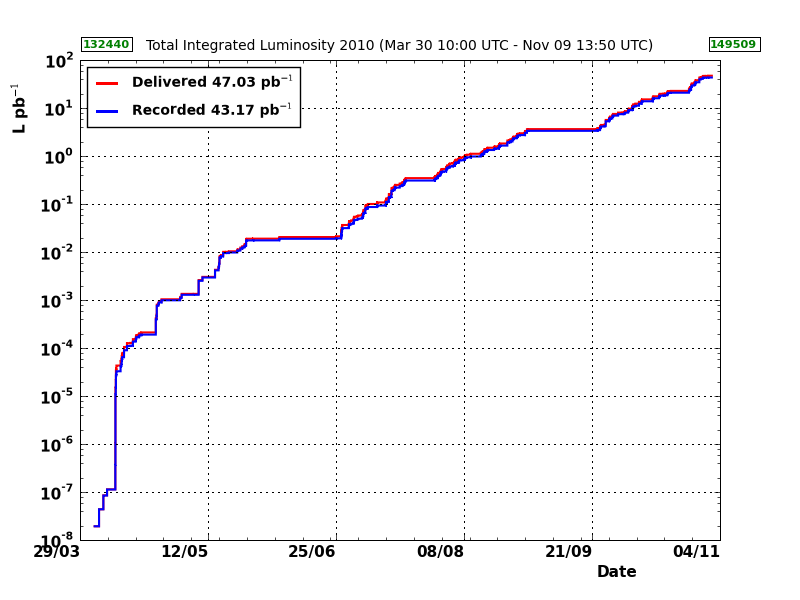 132440 Total Integrated Luminosity 2010 (Mar 30 10:00 UTC - Nov 09 13:50 UTC) 149509
Delivered 47.03 pb⁻¹
Recorded 43.17 pb⁻¹
L pb⁻¹
10²
10¹
10⁰
10⁻¹
10⁻²
10⁻³
10⁻⁴
10⁻⁵
10⁻⁶
10⁻⁷
10⁻⁸
29/03 12/05 25/06 08/08 21/09 04/11
Date